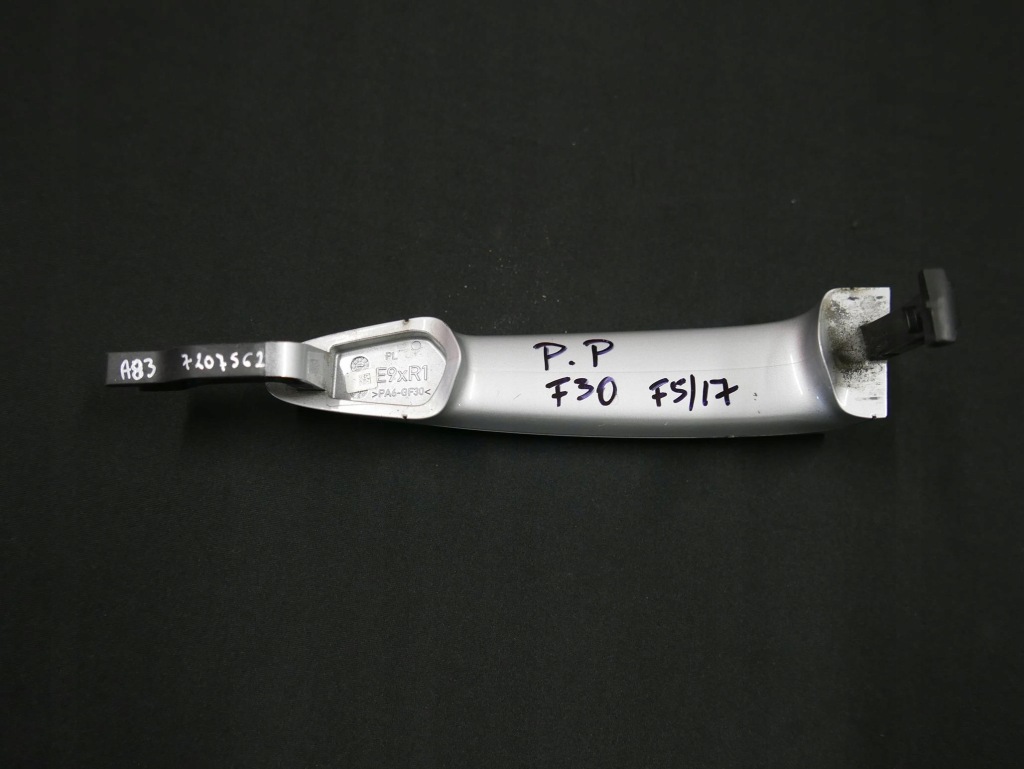 A83 7207562
E9xR1
>PA6-GF30<
P.P
F30 F5/17